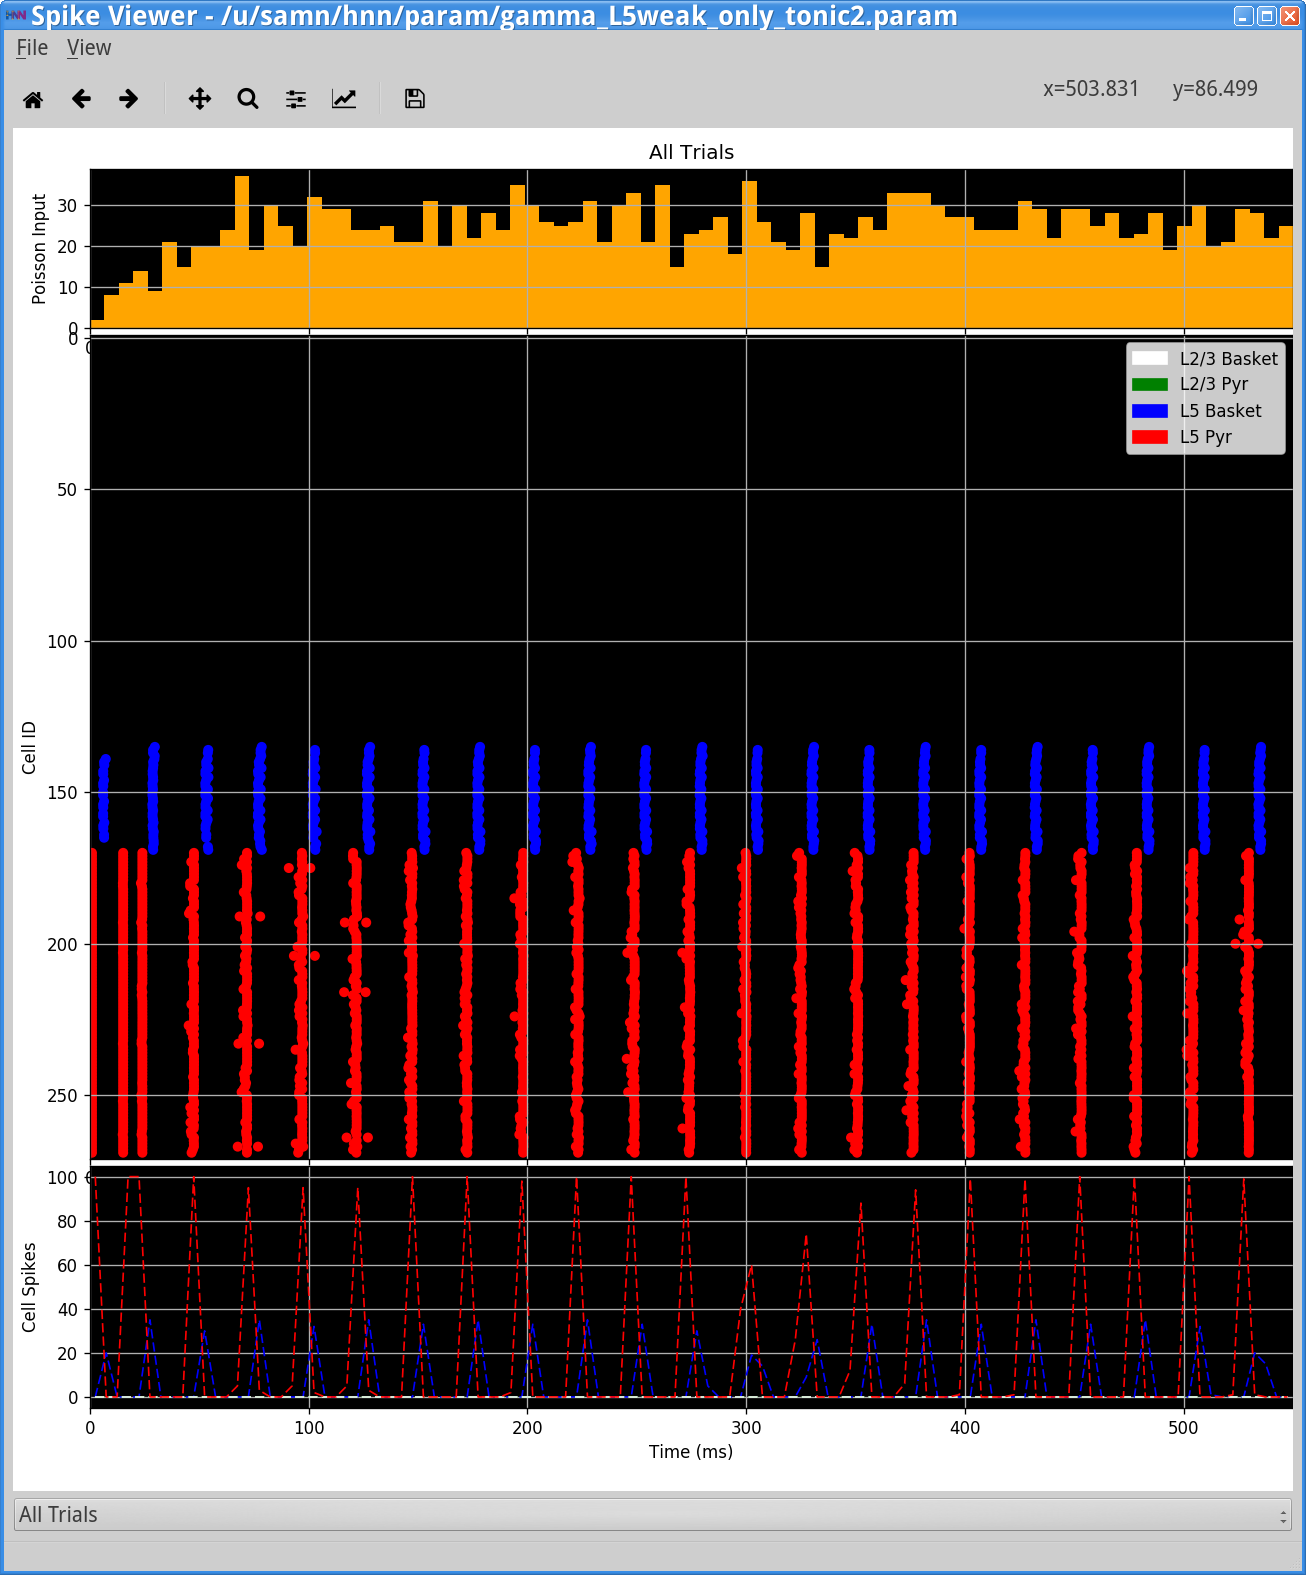 HNN Spike Viewer - /u/samn/hnn/param/gamma_L5weak_only_tonic2.param
File View
x=503.831 y=86.499
All Trials
Poisson Input
30
20
10
0
0
50
100
150
200
250
Cell ID
L2/3 Basket
L2/3 Pyr
L5 Basket
L5 Pyr
100
80
60
40
20
0
Cell Spikes
0 100 200 300 400 500
Time (ms)
All Trials